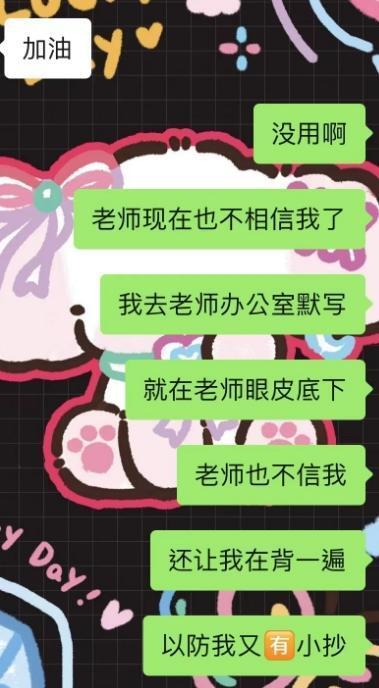 加油
没用啊
老师现在也不相信我了
我去老师办公室默写
就在老师眼皮底下
老师也不信我
还让我在背一遍
y Day!
以防我又🈶小抄